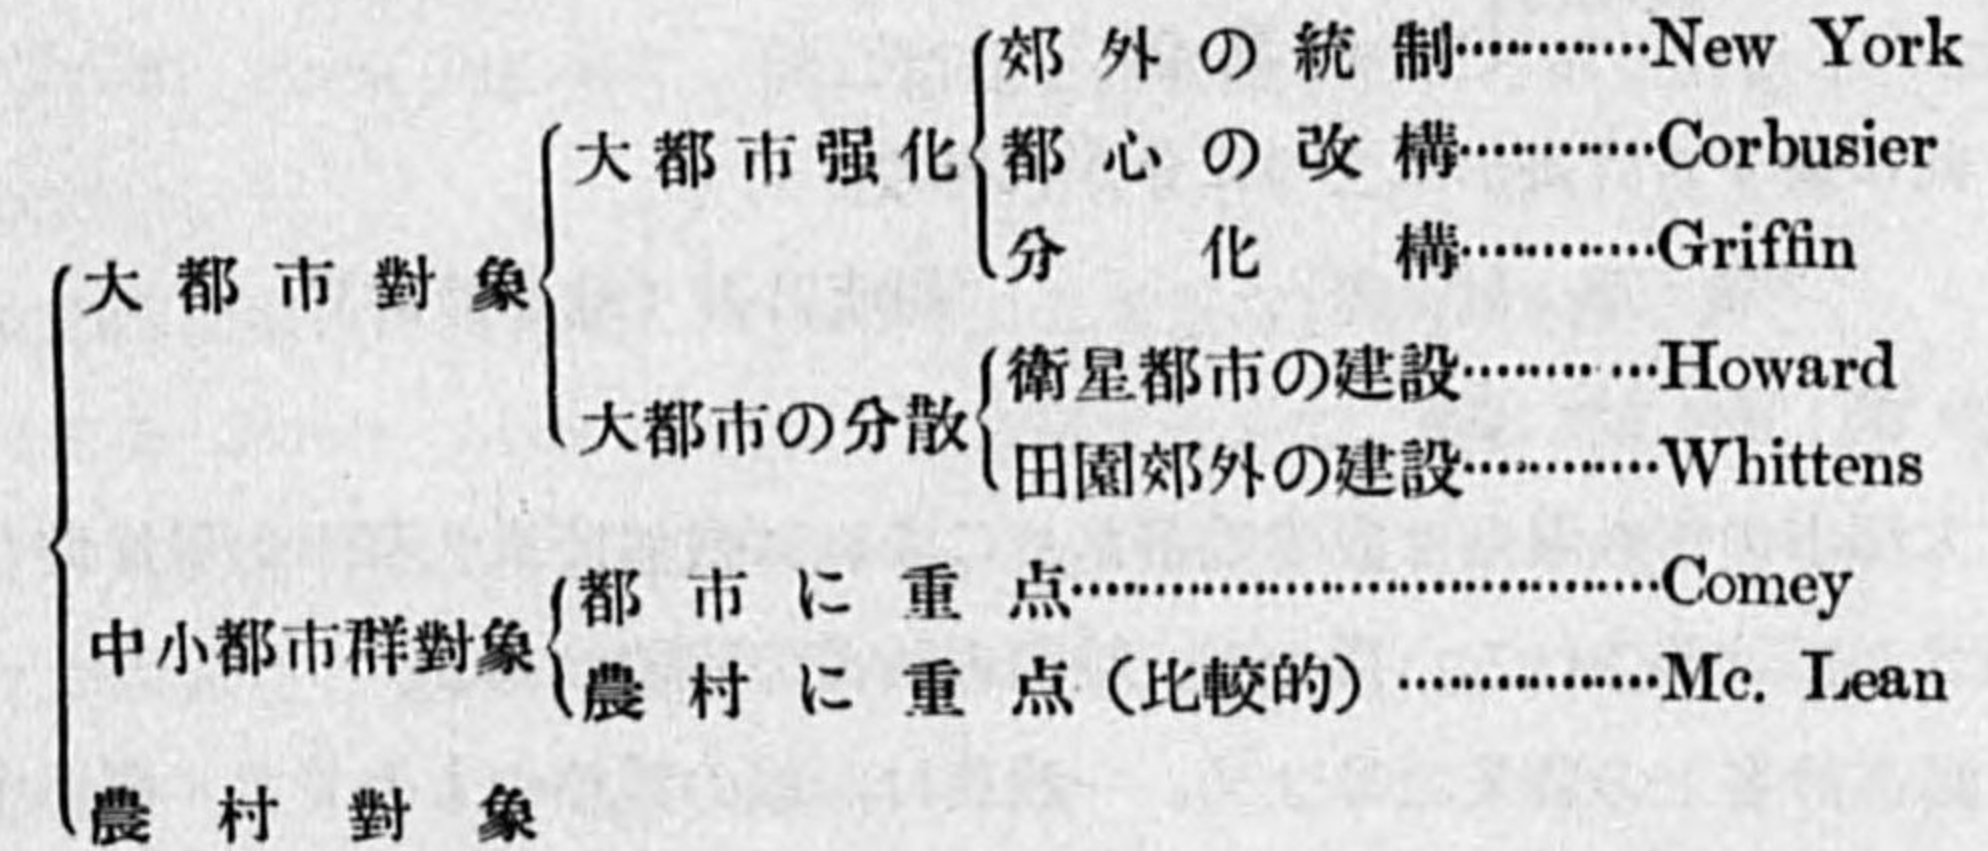 郊外の統制…………New York
大都市强化
都心の改構…………Corbusier
分化構…………Griffin
大都市對象
衛星都市の建設…………Howard
大都市の分散
田園郊外の建設…………Whittens
都市に重点……………………………Comey
中小都市群對象
農村に重点（比較的）……………Mc. Lean
農村對象